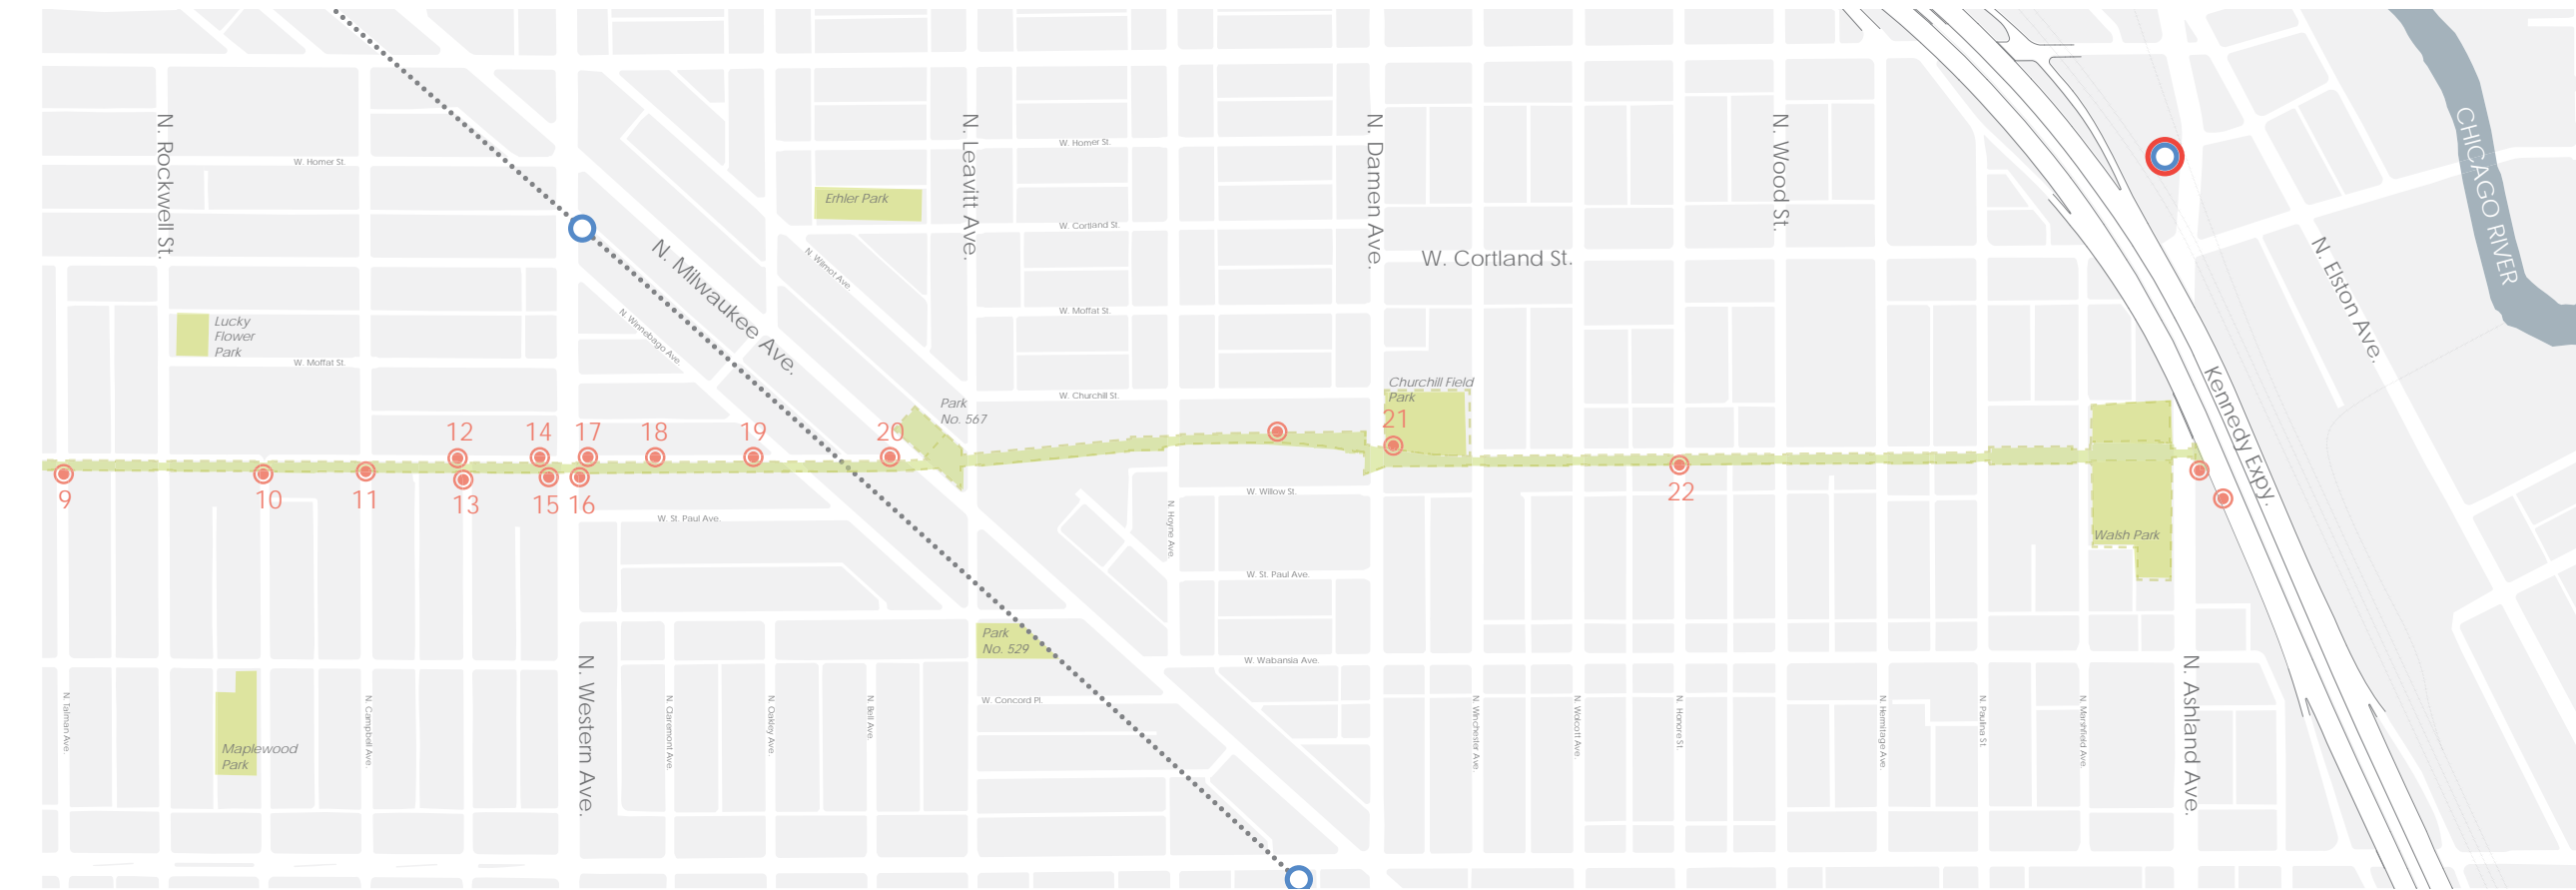 N. Rockwell St.
W. Homer St.
Lucky
Flower
Park
W. Moffat St.
N. Milwaukee Ave.
N. Winnebago Ave.
Erhler Park
N. Wilmot Ave.
N. Leavitt Ave.
W. Homer St.
W. Cortland St.
W. Moffat St.
W. Churchill St.
N. Damen Ave.
W. Cortland St.
N. Wood St.
CHICAGO RIVER
N. Elston Ave.
Kennedy Expy.
Churchill Field
Park
21
Park
No. 567
9
10
11
12
13
14
15
16
17
18
19
20
22
W. St. Paul Ave.
W. Willow St.
N. Hoyne Ave.
W. St. Paul Ave.
Walsh Park
Park
No. 529
W. Wabansia Ave.
W. Concord Pl.
Maplewood
Park
N. Talman Ave.
N. Campbell Ave.
N. Western Ave.
N. Claremont Ave.
N. Oakley Ave.
N. Bell Ave.
N. Winchester Ave.
N. Wolcott Ave.
N. Honore St.
N. Hermitage Ave.
N. Paulina St.
N. Marshfield Ave.
N. Ashland Ave.